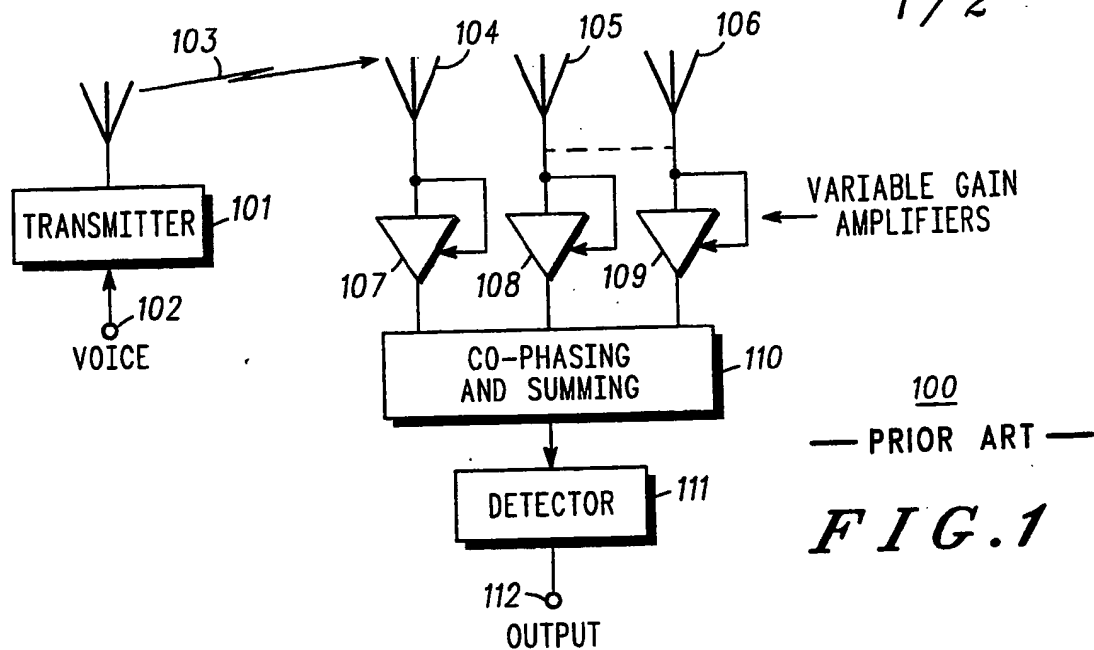 1/2
103
104
105
106
TRANSMITTER
101
VARIABLE GAIN
AMPLIFIERS
107
108
109
102
VOICE
CO-PHASING
AND SUMMING
110
100
— PRIOR ART —
DETECTOR
111
FIG.1
112
OUTPUT